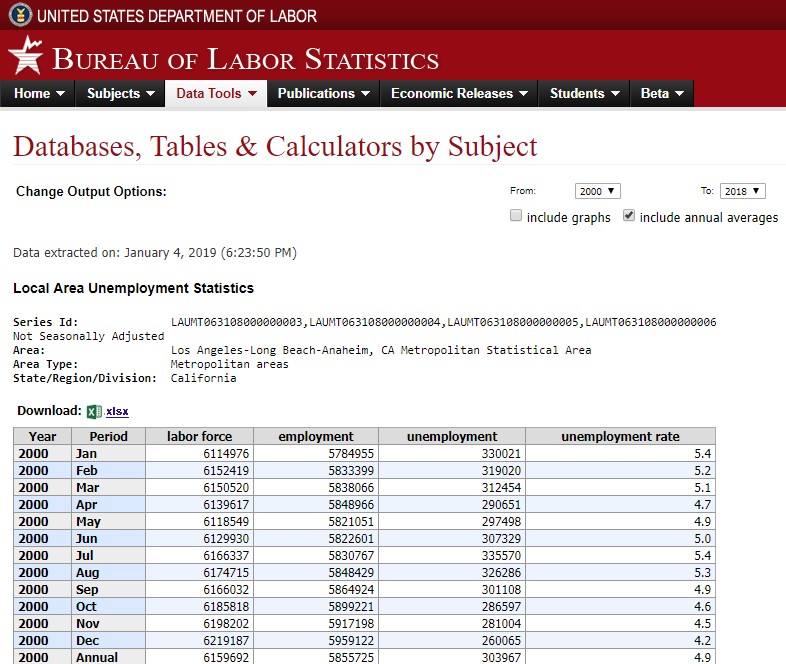 UNITED STATES DEPARTMENT OF LABOR
BUREAU OF LABOR STATISTICS
Home Subjects Data Tools Publications Economic Releases Students Beta
Databases, Tables & Calculators by Subject
Change Output Options: From: 2000 To: 2018
include graphs include annual averages
Data extracted on: January 4, 2019 (6:23:50 PM)
Local Area Unemployment Statistics
Series Id: LAUMT063108000000003,LAUMT063108000000004,LAUMT063108000000005,LAUMT063108000000006
Not Seasonally Adjusted
Area: Los Angeles-Long Beach-Anaheim, CA Metropolitan Statistical Area
Area Type: Metropolitan areas
State/Region/Division: California
Download: xlsx
Year Period labor force employment unemployment unemployment rate
2000 Jan 6114976 5784955 330021 5.4
2000 Feb 6152419 5833399 319020 5.2
2000 Mar 6150520 5838066 312454 5.1
2000 Apr 6139617 5848966 290651 4.7
2000 May 6118549 5821051 297498 4.9
2000 Jun 6129930 5822601 307329 5.0
2000 Jul 6166337 5830767 335570 5.4
2000 Aug 6174715 5848429 326286 5.3
2000 Sep 6166032 5864924 301108 4.9
2000 Oct 6185818 5899221 286597 4.6
2000 Nov 6198202 5917198 281004 4.5
2000 Dec 6219187 5959122 260065 4.2
2000 Annual 6159692 5855725 303967 4.9